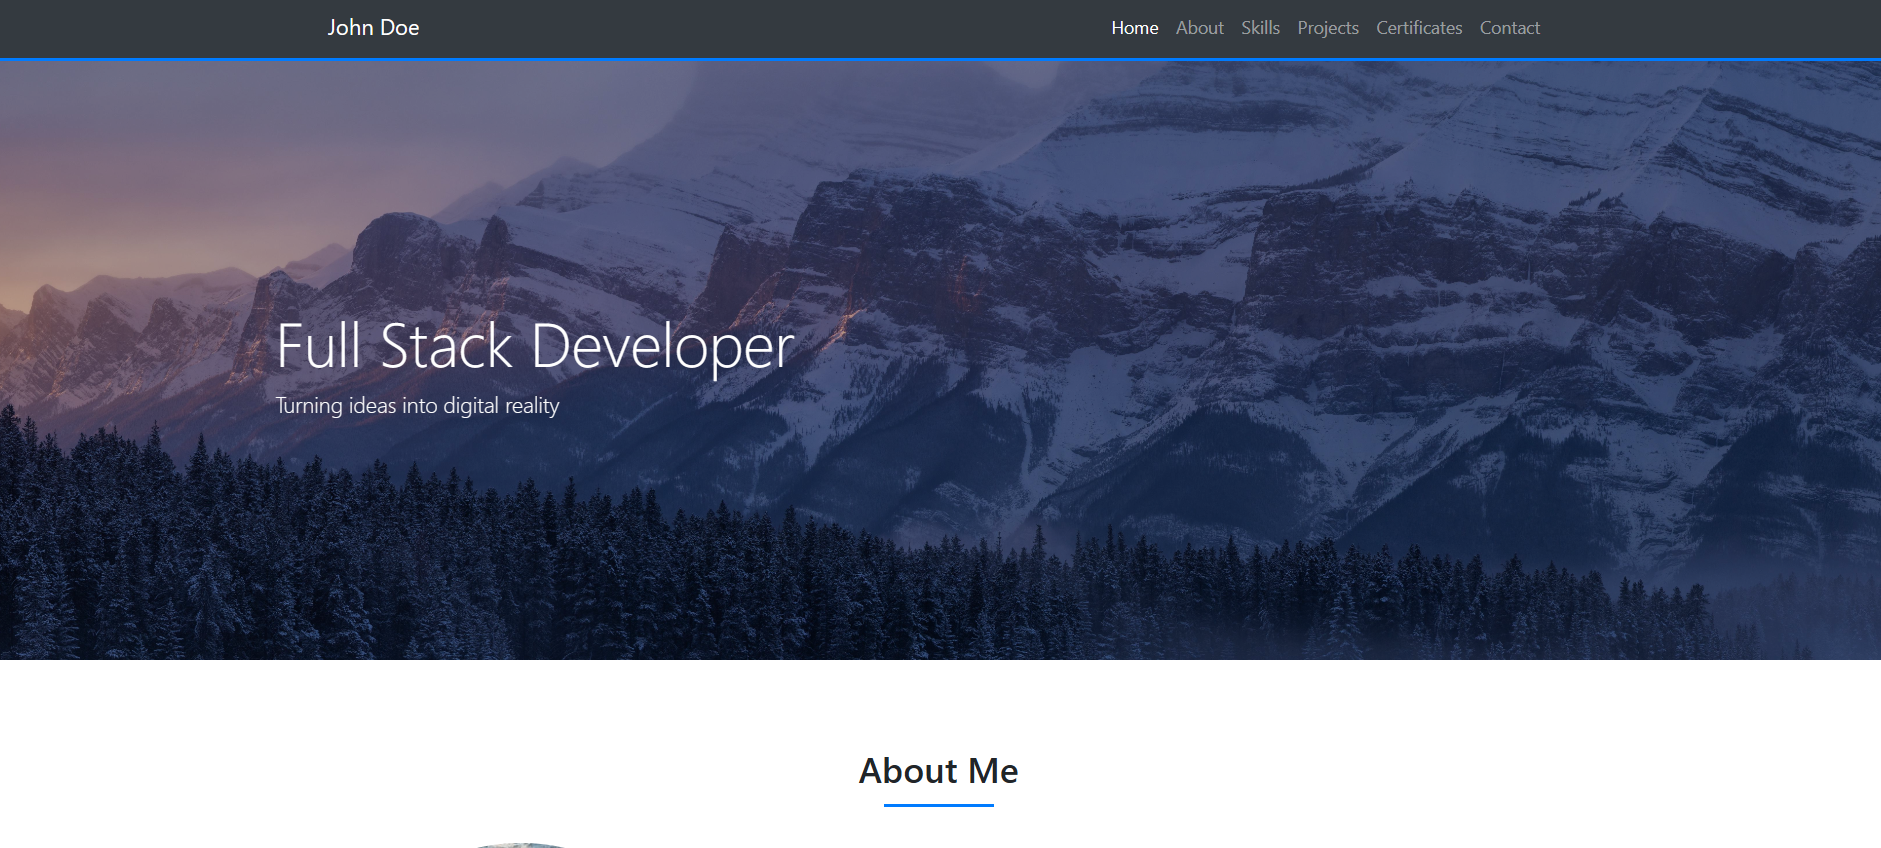 John Doe
Home About Skills Projects Certificates Contact
Full Stack Developer
Turning ideas into digital reality
About Me